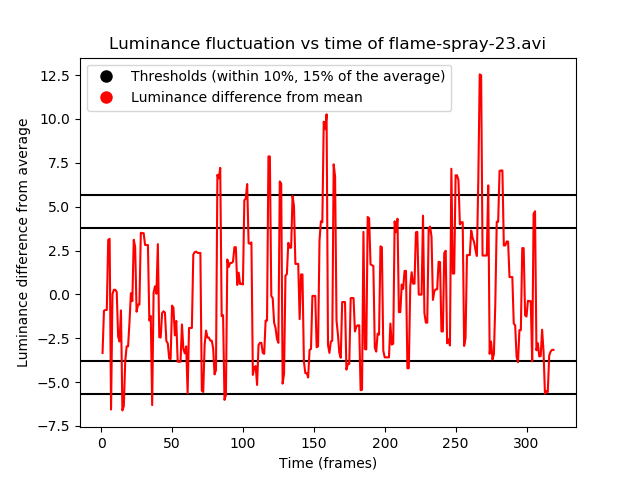 Luminance fluctuation vs time of flame-spray-23.avi
Thresholds (within 10%, 15% of the average)
Luminance difference from mean
Luminance difference from average
12.5
10.0
7.5
5.0
2.5
0.0
−2.5
−5.0
−7.5
0 50 100 150 200 250 300
Time (frames)